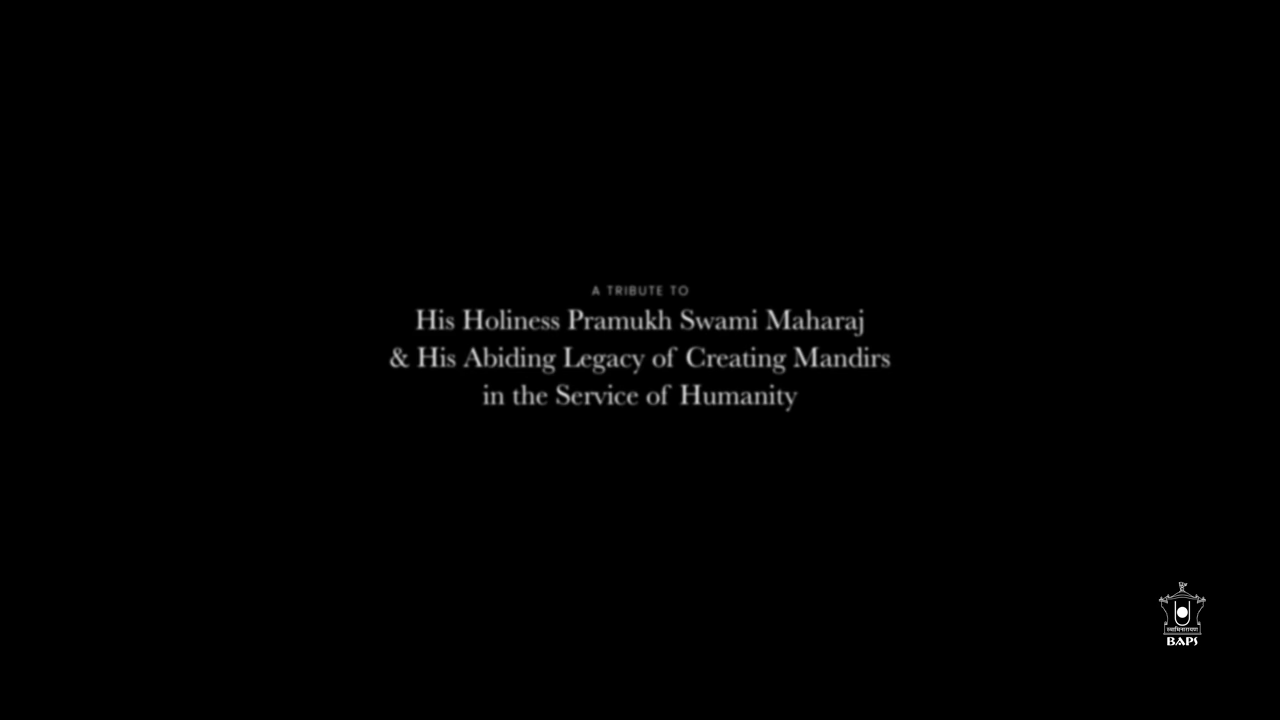 A TRIBUTE TO
His Holiness Pramukh Swami Maharaj
& His Abiding Legacy of Creating Mandirs
in the Service of Humanity
स्वामिनारायण
BAPS